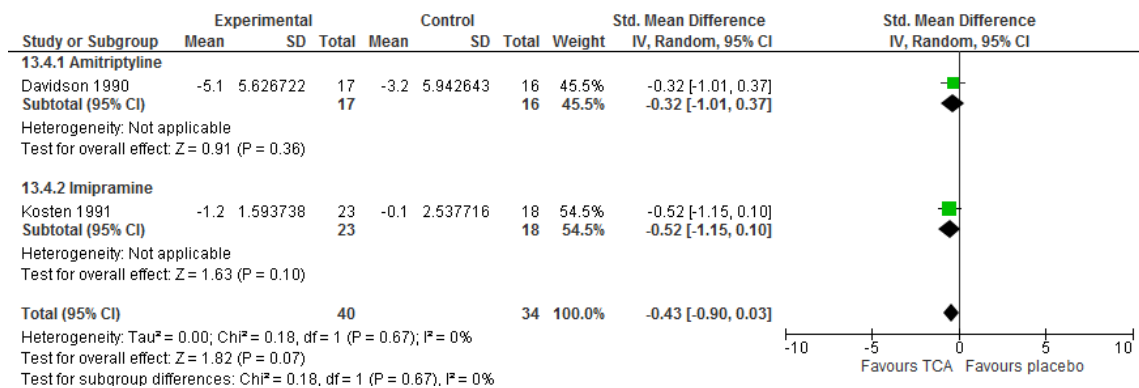 Experimental Control Std. Mean Difference Std. Mean Difference
Study or Subgroup Mean SD Total Mean SD Total Weight IV, Random, 95% CI IV, Random, 95% CI
13.4.1 Amitriptyline
Davidson 1990 -5.1 5.626722 17 -3.2 5.942643 16 45.5% -0.32 [-1.01, 0.37]
Subtotal (95% CI) 17 16 45.5% -0.32 [-1.01, 0.37]
Heterogeneity: Not applicable
Test for overall effect: Z = 0.91 (P = 0.36)
13.4.2 Imipramine
Kosten 1991 -1.2 1.593738 23 -0.1 2.537716 18 54.5% -0.52 [-1.15, 0.10]
Subtotal (95% CI) 23 18 54.5% -0.52 [-1.15, 0.10]
Heterogeneity: Not applicable
Test for overall effect: Z = 1.63 (P = 0.10)
Total (95% CI) 40 34 100.0% -0.43 [-0.90, 0.03]
Heterogeneity: Tau² = 0.00; Chi² = 0.18, df = 1 (P = 0.67); I² = 0%
Test for overall effect: Z = 1.82 (P = 0.07)
Test for subgroup differences: Chi² = 0.18, df = 1 (P = 0.67), I² = 0%
-10 -5 0 5 10
Favours TCA Favours placebo